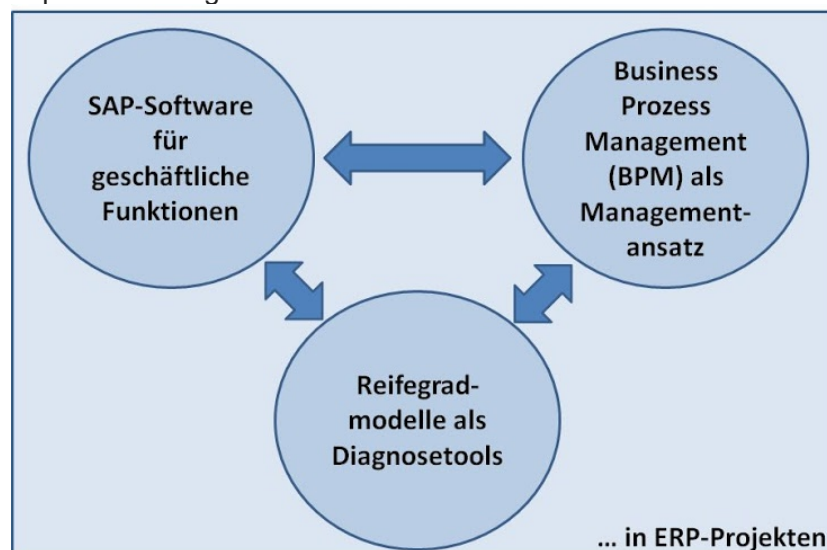 SAP-Software
für
geschäftliche
Funktionen
Business
Prozess
Management
(BPM) als
Management-
ansatz
Reifegrad-
modelle als
Diagnosetools
... in ERP-Projekten